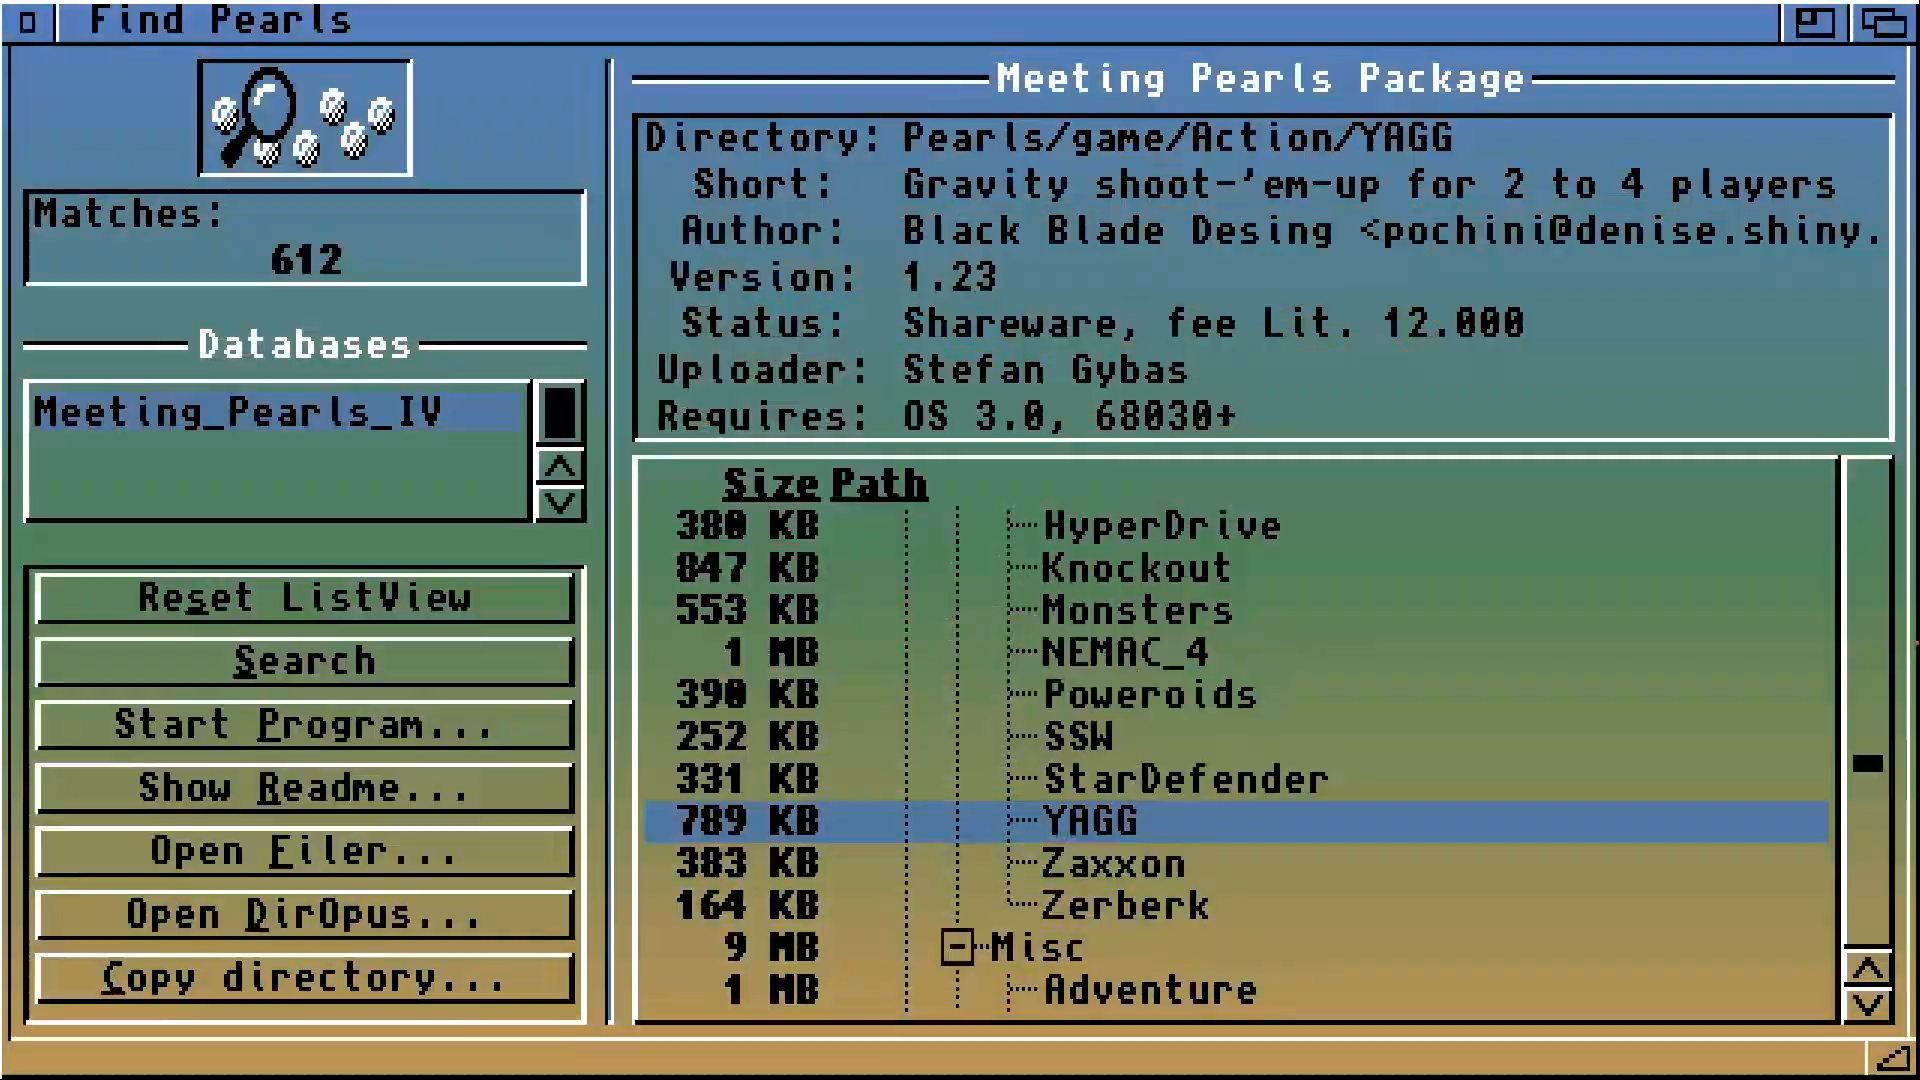 Find Pearls
Matches:
612
Databases
Meeting_Pearls_IV
Reset ListView
Search
Start Program...
Show Readme...
Open Filer...
Open DirOpus...
Copy directory...
Meeting Pearls Package
Directory: Pearls/game/Action/YAGG
Short: Gravity shoot-'em-up for 2 to 4 players
Author: Black Blade Desing <pochini@denise.shiny.
Version: 1.23
Status: Shareware, fee Lit. 12.000
Uploader: Stefan Gybas
Requires: OS 3.0, 68030+
Size Path
380 KB HyperDrive
847 KB Knockout
553 KB Monsters
1 MB NEMAC_4
390 KB Poweroids
252 KB SSW
331 KB StarDefender
789 KB YAGG
383 KB Zaxxon
164 KB Zerberk
9 MB Misc
1 MB Adventure